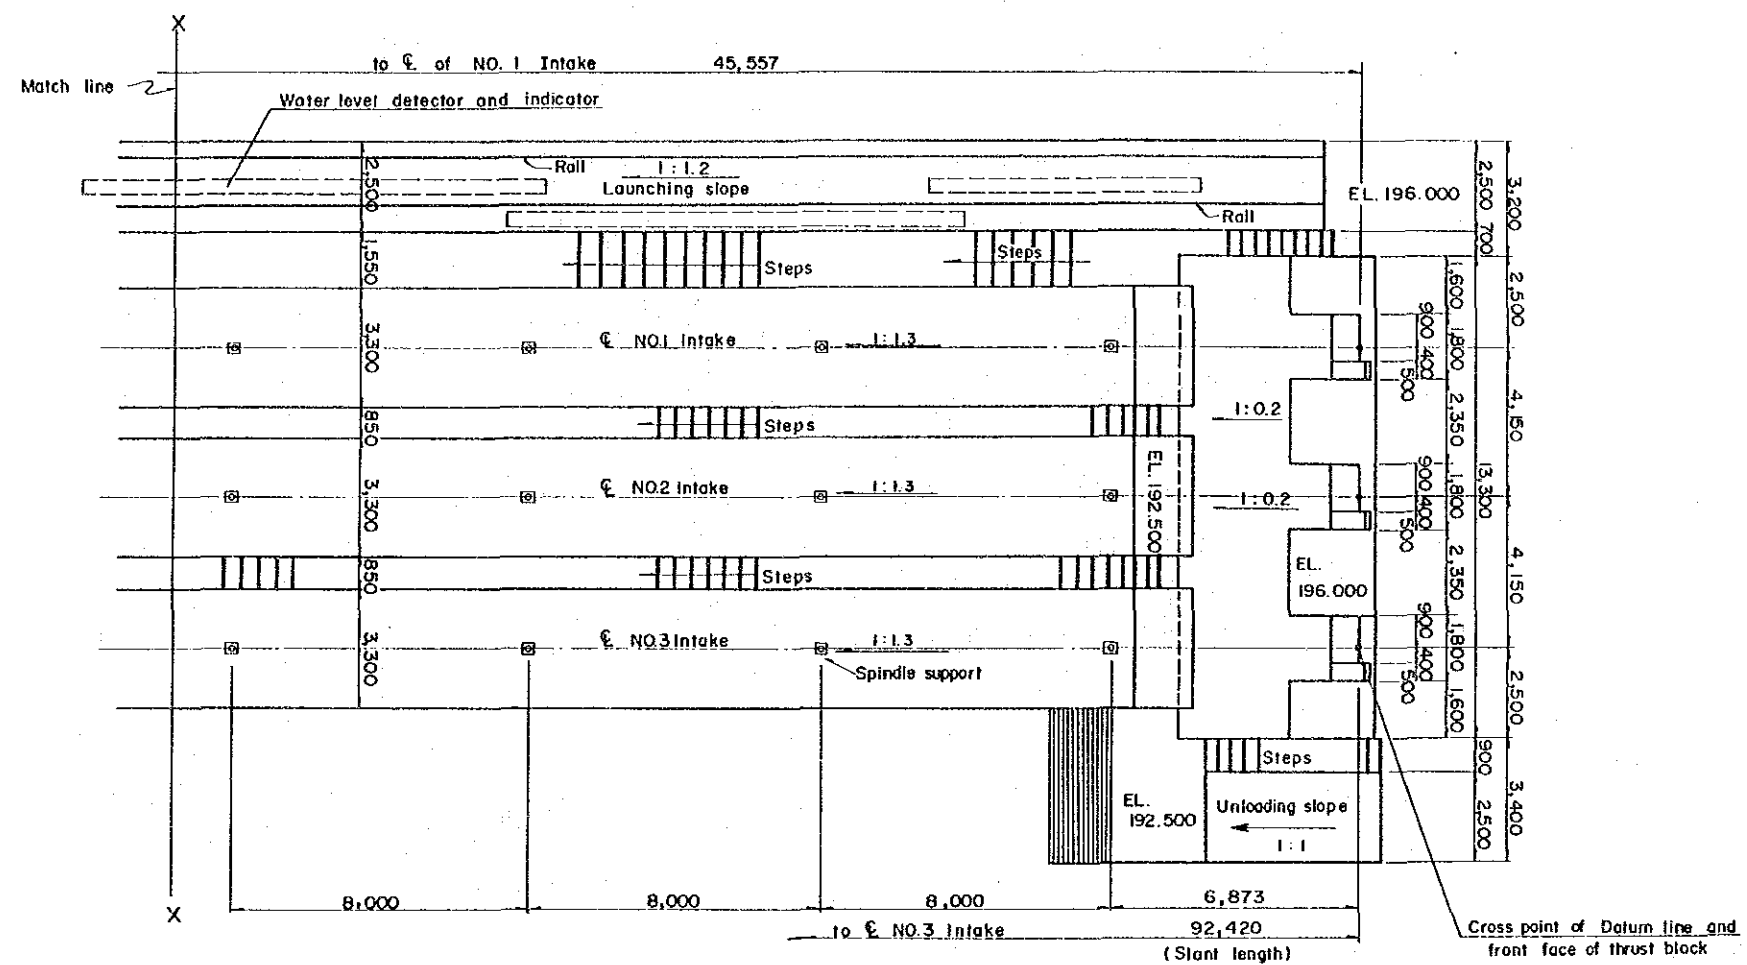 X
to ℄ of NO. 1 Intake 45,557
Match line
Water level detector and indicator
Rail
1 : 1.2
Launching slope
2,500
EL. 196.000
Rail
2,500
3,200
700
1,550
Steps
Steps
3,300
℄ NO.1 Intake
1:1.3
1,600
2,500
900
400
1,800
500
850
Steps
1:0.2
2,350
4,150
3,300
℄ NO.2 Intake
1:1.3
EL. 192.500
1:0.2
900
400
1,800
500
13,300
850
Steps
EL.
196.000
2,350
4,150
3,300
℄ NO.3 Intake
1:1.3
Spindle support
900
400
1,800
500
1,600
2,500
Steps
900
EL.
192.500
Unloading slope
1 : 1
2,500
3,400
X
8,000
8,000
8,000
6,873
to ℄ NO.3 Intake
92,420
(Slant length)
Cross point of Datum line and
front face of thrust block